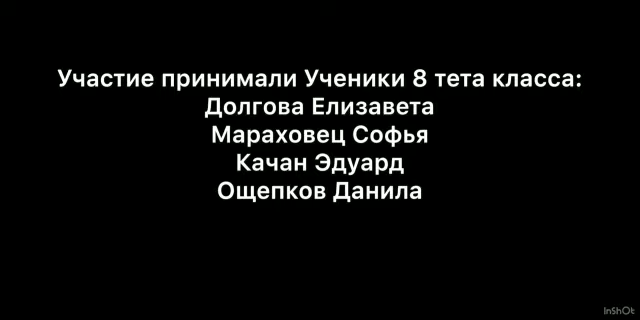 Участие принимали Ученики 8 тета класса:
Долгова Елизавета
Мараховец Софья
Качан Эдуард
Ощепков Данила
InShOt